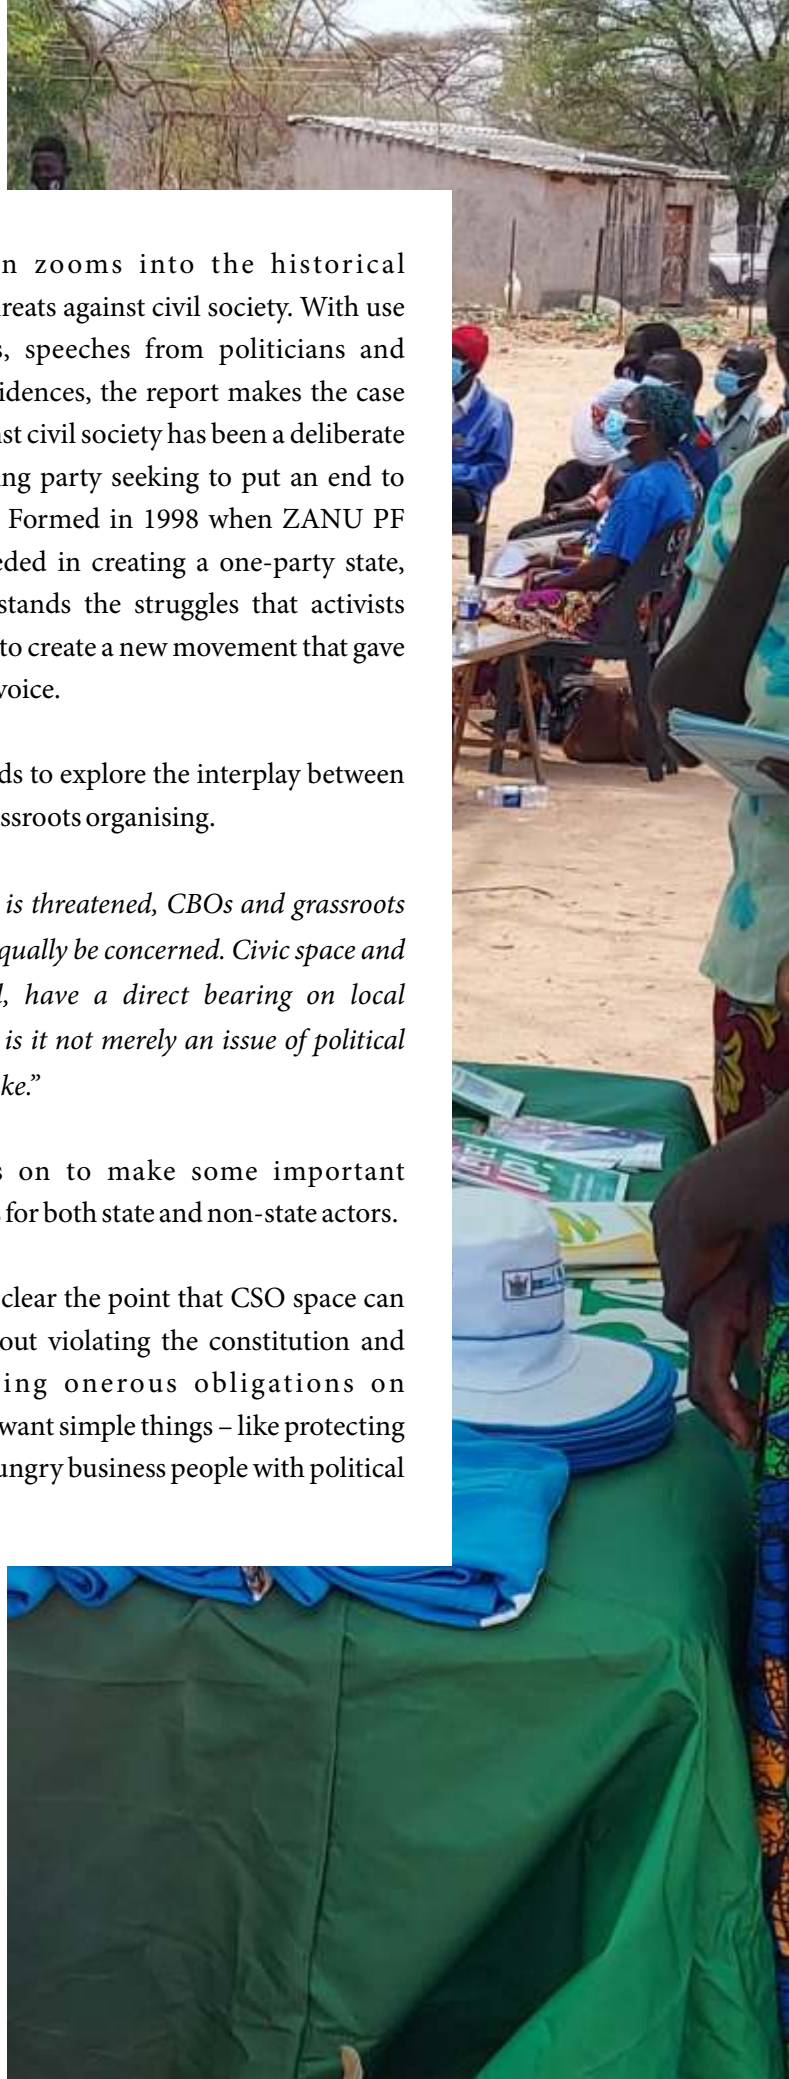 n zooms into the historical
reats against civil society. With use
s, speeches from politicians and
idences, the report makes the case
st civil society has been a deliberate
ng party seeking to put an end to
Formed in 1998 when ZANU PF
eded in creating a one-party state,
stands the struggles that activists
to create a new movement that gave
voice.
ds to explore the interplay between
ssroots organising.
is threatened, CBOs and grassroots
qually be concerned. Civic space and
l, have a direct bearing on local
is it not merely an issue of political
ke.”
s on to make some important
s for both state and non-state actors.
clear the point that CSO space can
out violating the constitution and
ing onerous obligations on
want simple things – like protecting
ungry business people with political